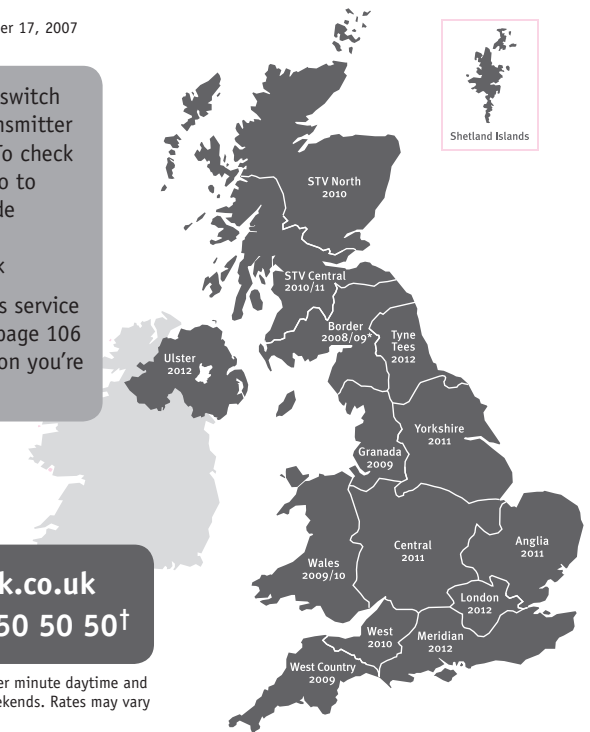 er 17, 2007
switch
nsmitter
To check
o to
de
k
s service
page 106
on you're
k.co.uk
50 50 50†
er minute daytime and
ekends. Rates may vary
Shetland Islands
STV North
2010
STV Central
2010/11
Border
2008/09*
Tyne
Tees
2012
Ulster
2012
Granada
2009
Yorkshire
2011
Wales
2009/10
Central
2011
Anglia
2011
London
2012
West
2010
Meridian
2012
West Country
2009